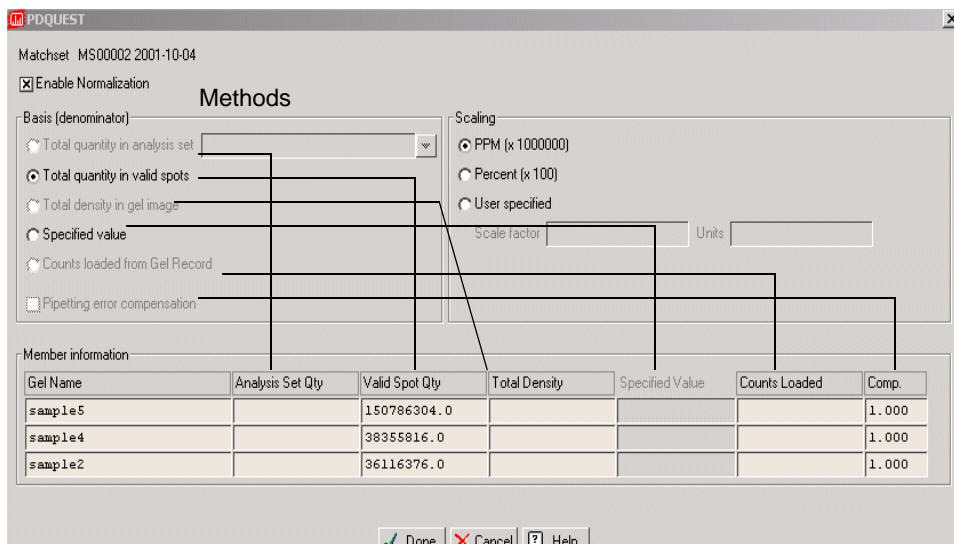 PDQUEST
Matchset MS00002 2001-10-04
Enable Normalization
Methods
Basis (denominator)
Total quantity in analysis set
Total quantity in valid spots
Total density in gel image
Specified value
Counts loaded from Gel Record
Pipetting error compensation
Scaling
PPM (x 1000000)
Percent (x 100)
User specified
Scale factor Units
Member information
Gel Name Analysis Set Qty Valid Spot Qty Total Density Specified Value Counts Loaded Comp.
sample5 150786304.0 1.000
sample4 38355816.0 1.000
sample2 36116376.0 1.000
Done Cancel ? Help